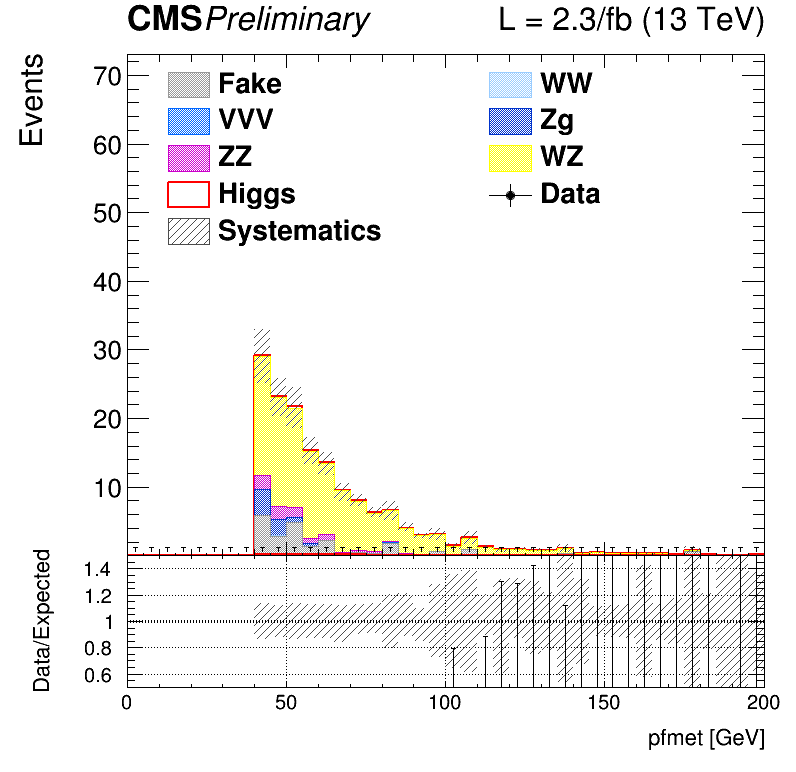 CMS Preliminary L = 2.3/fb (13 TeV)
Events
70
60
50
40
30
20
10
Fake WW
VVV Zg
ZZ WZ
Higgs Data
Systematics
Data/Expected
1.4
1.2
1
0.8
0.6
0 50 100 150 200
pfmet [GeV]